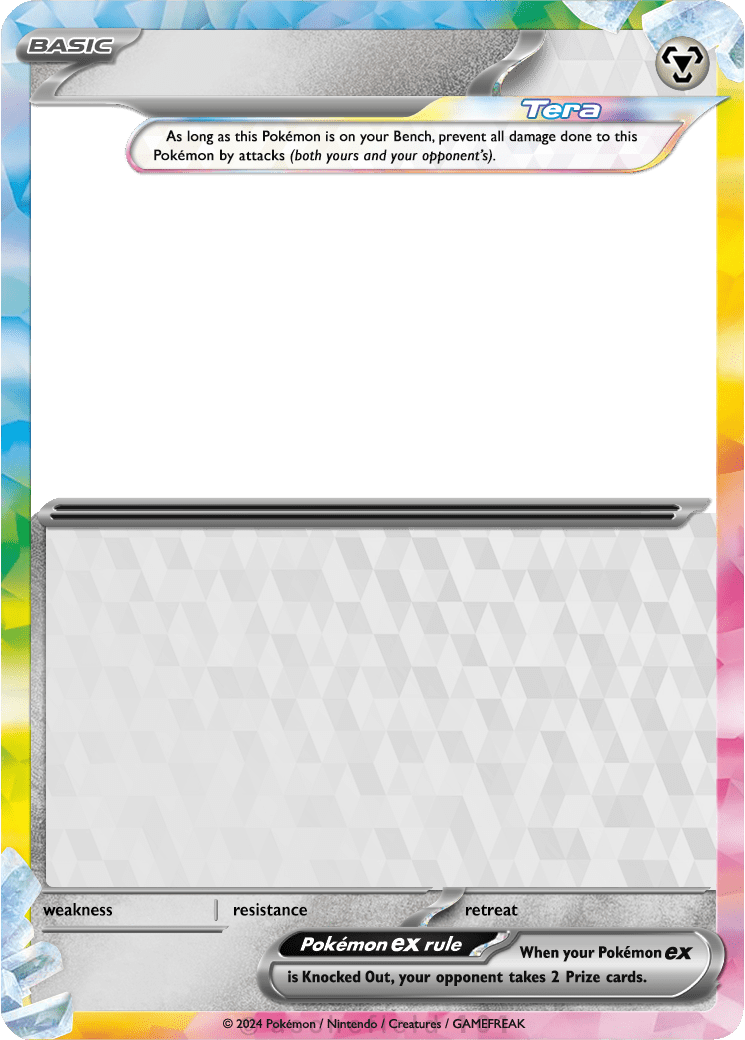 BASIC
Tera
As long as this Pokémon is on your Bench, prevent all damage done to this
Pokémon by attacks (both yours and your opponent's).
weakness
resistance
retreat
Pokémon ex rule
When your Pokémon ex
is Knocked Out, your opponent takes 2 Prize cards.
© 2024 Pokémon / Nintendo / Creatures / GAMEFREAK